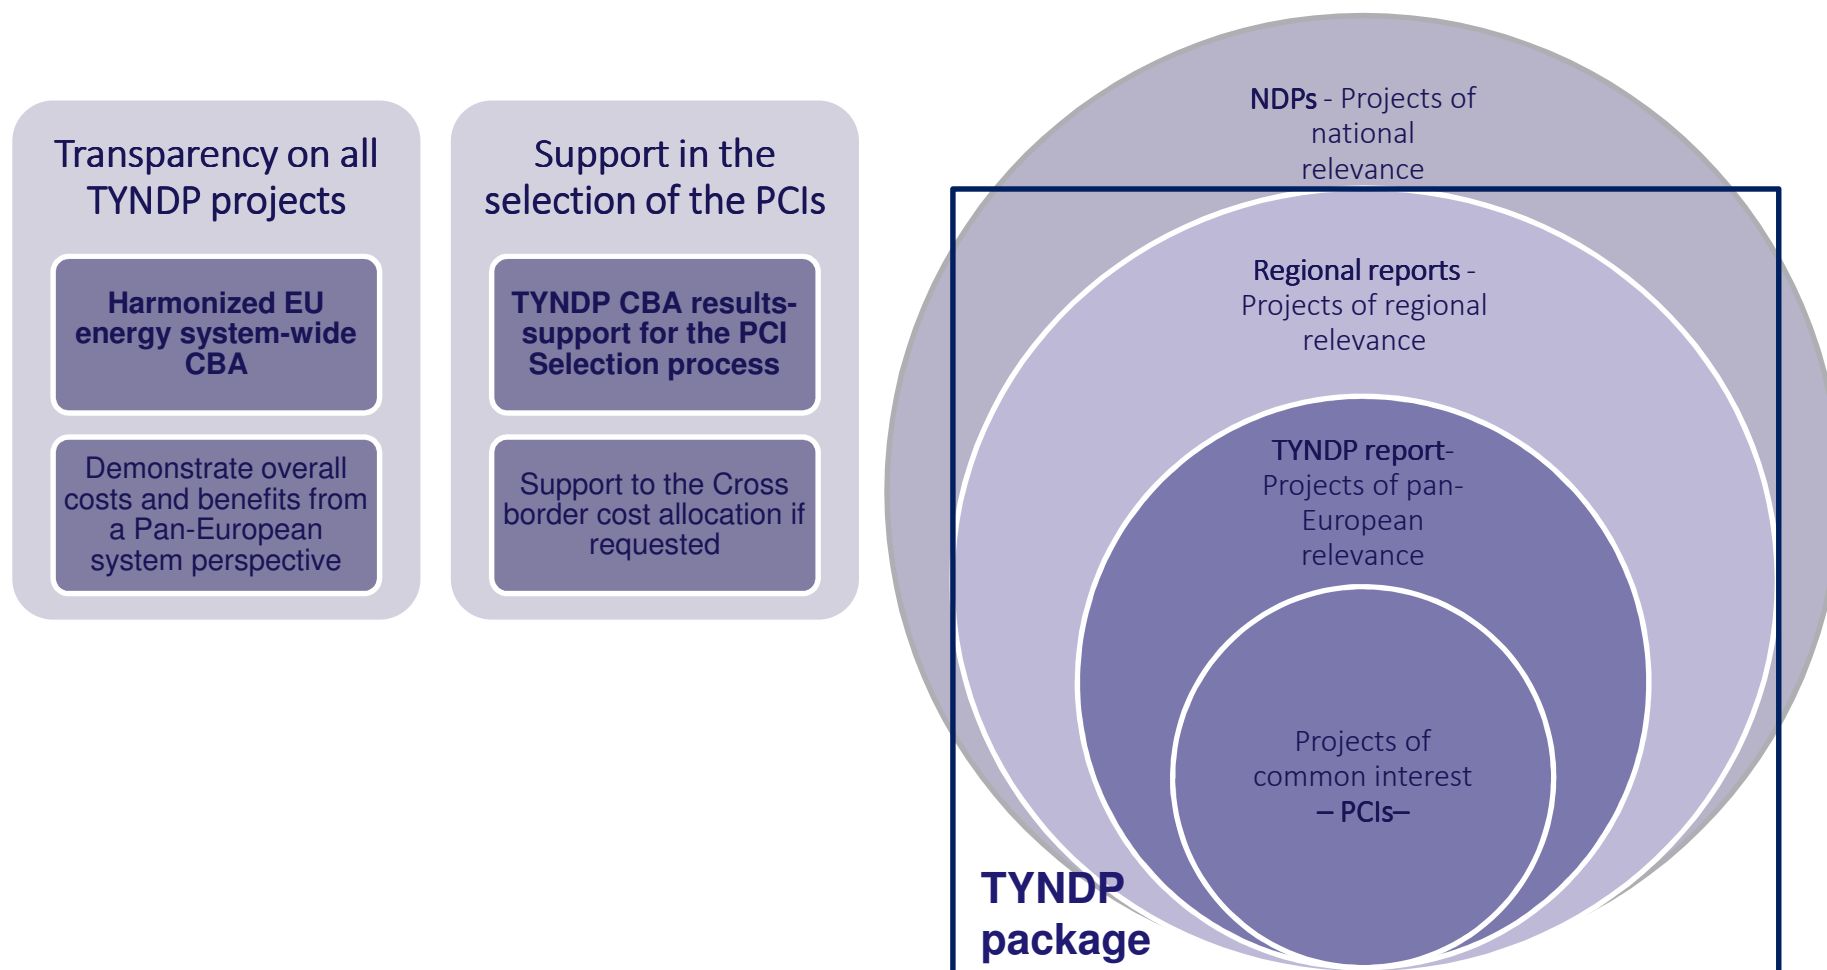 Transparency on all
TYNDP projects
Harmonized EU
energy system-wide
CBA
Demonstrate overall
costs and benefits from
a Pan-European
system perspective
Support in the
selection of the PCIs
TYNDP CBA results-
support for the PCI
Selection process
Support to the Cross
border cost allocation if
requested
NDPs - Projects of
national
relevance
Regional reports -
Projects of regional
relevance
TYNDP report-
Projects of pan-
European
relevance
Projects of
common interest
– PCIs–
TYNDP
package